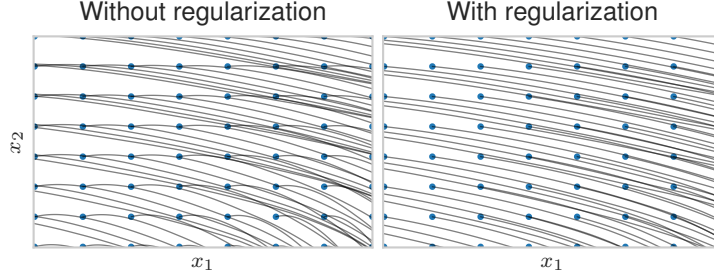 Without regularization
With regularization
x₂
x₁
x₁